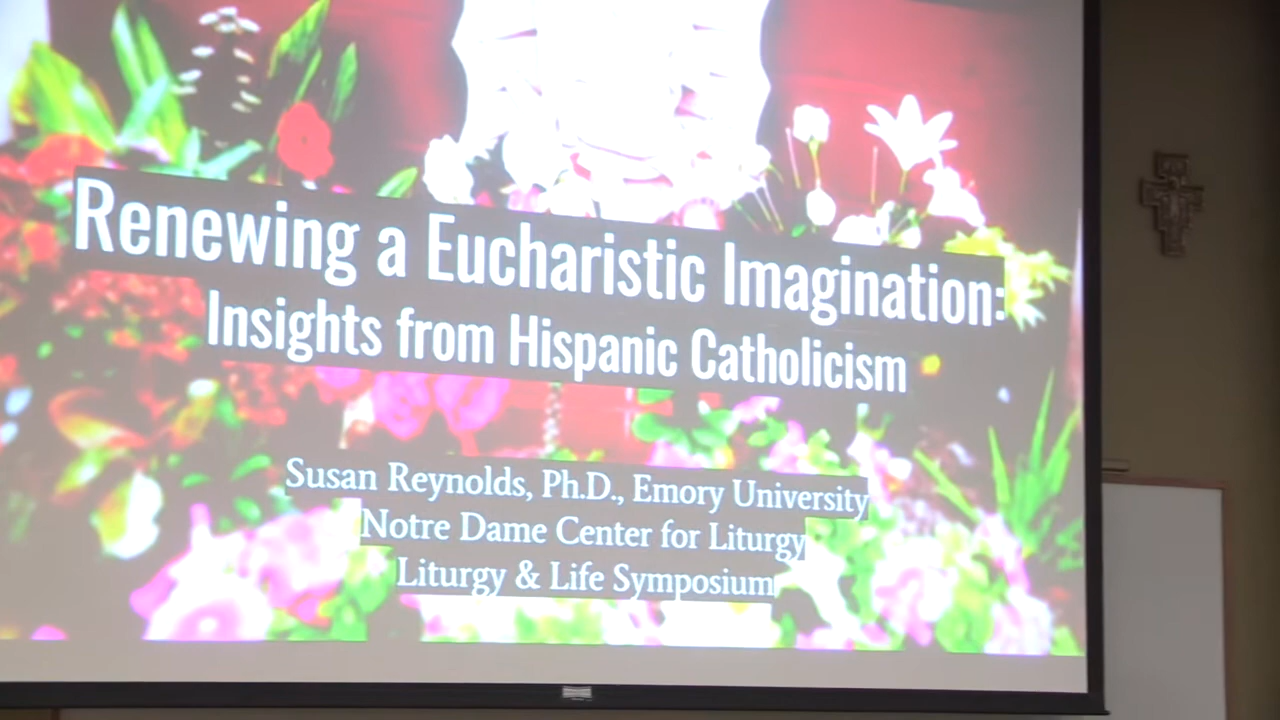 Renewing a Eucharistic Imagination:
Insights from Hispanic Catholicism
Susan Reynolds, Ph.D., Emory University
Notre Dame Center for Liturgy
Liturgy & Life Symposium